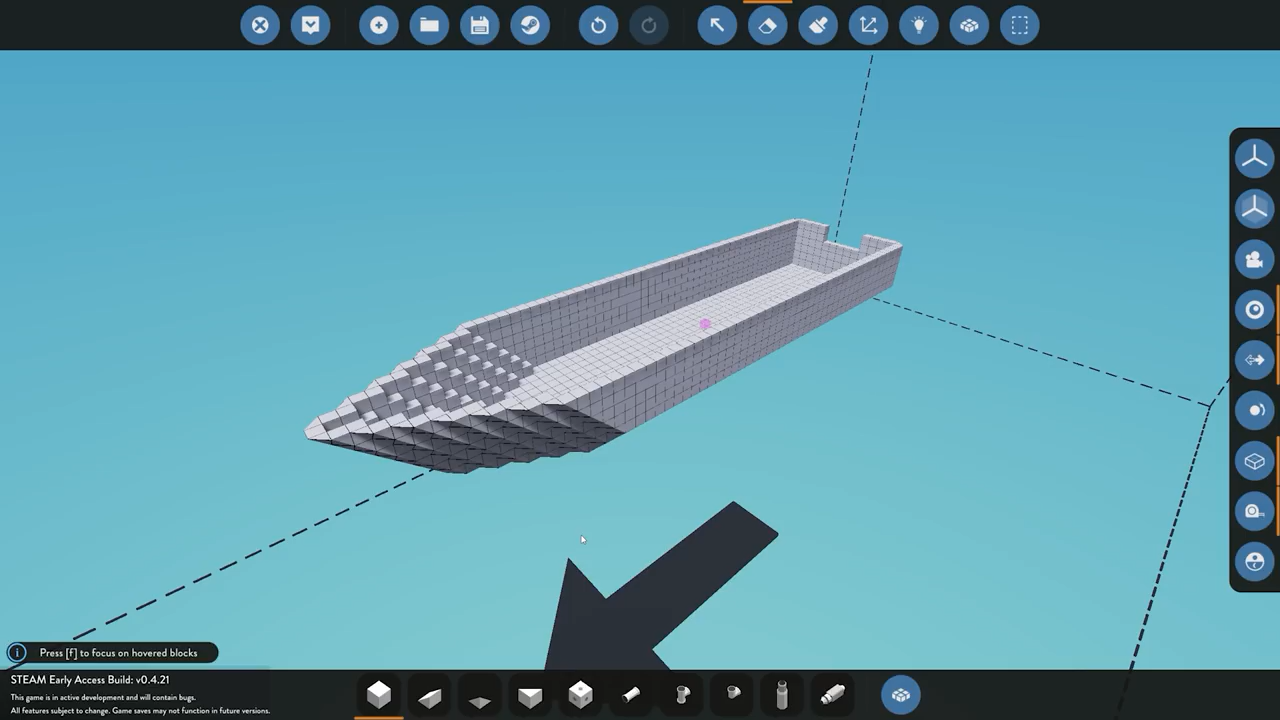 Press [f] to focus on hovered blocks
STEAM Early Access Build: v0.4.21
This game is in active development and will contain bugs.
All features subject to change. Game saves may not function in future versions.